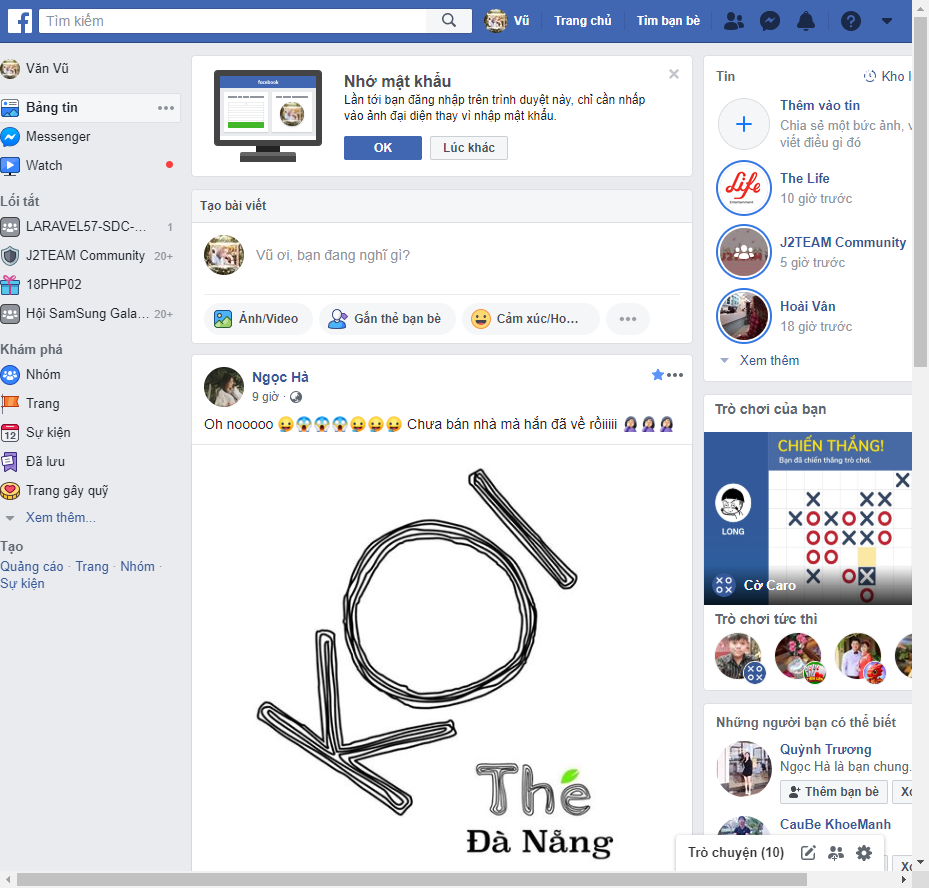 Tìm kiếm
Vũ
Trang chủ
Tìm bạn bè
Văn Vũ
Bảng tin
Messenger
Watch
Lối tắt
LARAVEL57-SDC-... 1
J2TEAM Community 20+
18PHP02
Hội SamSung Gala... 20+
Khám phá
Nhóm
Trang
12
Sự kiện
Đã lưu
Trang gây quỹ
Xem thêm...
Tạo
Quảng cáo · Trang · Nhóm ·
Sự kiện
facebook
Nhớ mật khẩu
Lần tới bạn đăng nhập trên trình duyệt này, chỉ cần nhấp
vào ảnh đại diện thay vì nhập mật khẩu.
OK
Lúc khác
Tạo bài viết
Vũ ơi, bạn đang nghĩ gì?
Ảnh/Video
Gắn thẻ bạn bè
Cảm xúc/Ho...
Ngọc Hà
9 giờ ·
Oh nooooo 😜😱😱😱😜😜😜 Chưa bán nhà mà hắn đã về rồiiiii 🤦🏻‍♀️🤦🏻‍♀️🤦🏻‍♀️
KOI
Thé
Đà Nẵng
Tin
Kho l
Thêm vào tin
Chia sẻ một bức ảnh, v
viết điều gì đó
Life
Entertainment
The Life
10 giờ trước
J2TEAM Community
5 giờ trước
Hoài Vân
18 giờ trước
Xem thêm
Trò chơi của bạn
CHIẾN THẮNG!
Bạn đã chiến thắng trò chơi.
LONG
Cờ Caro
Trò chơi tức thì
Những người bạn có thể biết
Quỳnh Trương
Ngọc Hà là bạn chung.
Thêm bạn bè
Xo
CauBe KhoeManh
Xo
Trò chuyện (10)